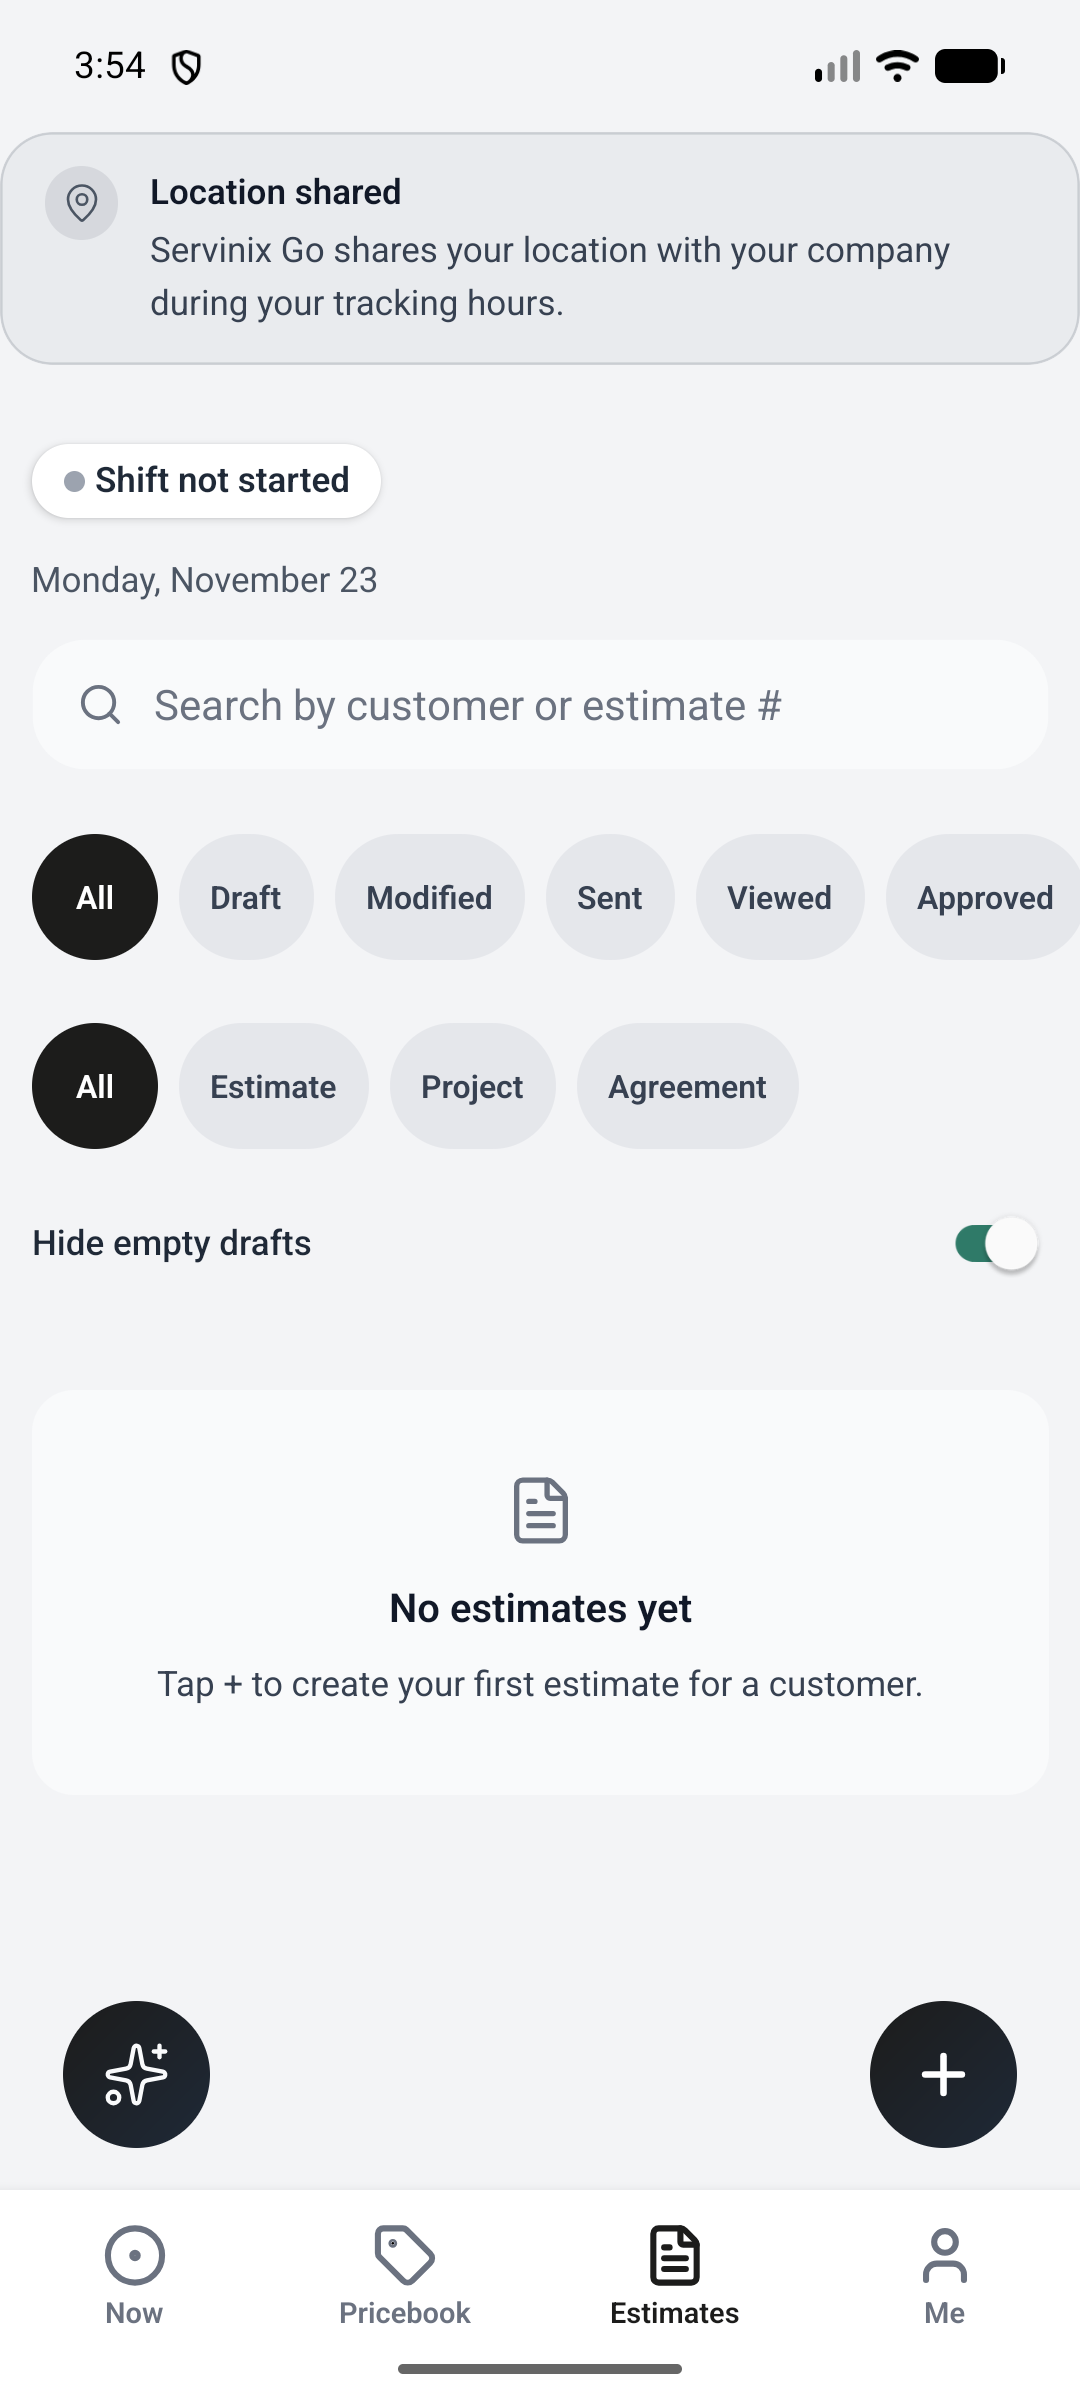 3:54
Location shared
Servinix Go shares your location with your company
during your tracking hours.
Shift not started
Monday, November 23
Search by customer or estimate #
All Draft Modified Sent Viewed Approved
All Estimate Project Agreement
Hide empty drafts
No estimates yet
Tap + to create your first estimate for a customer.
Now Pricebook Estimates Me